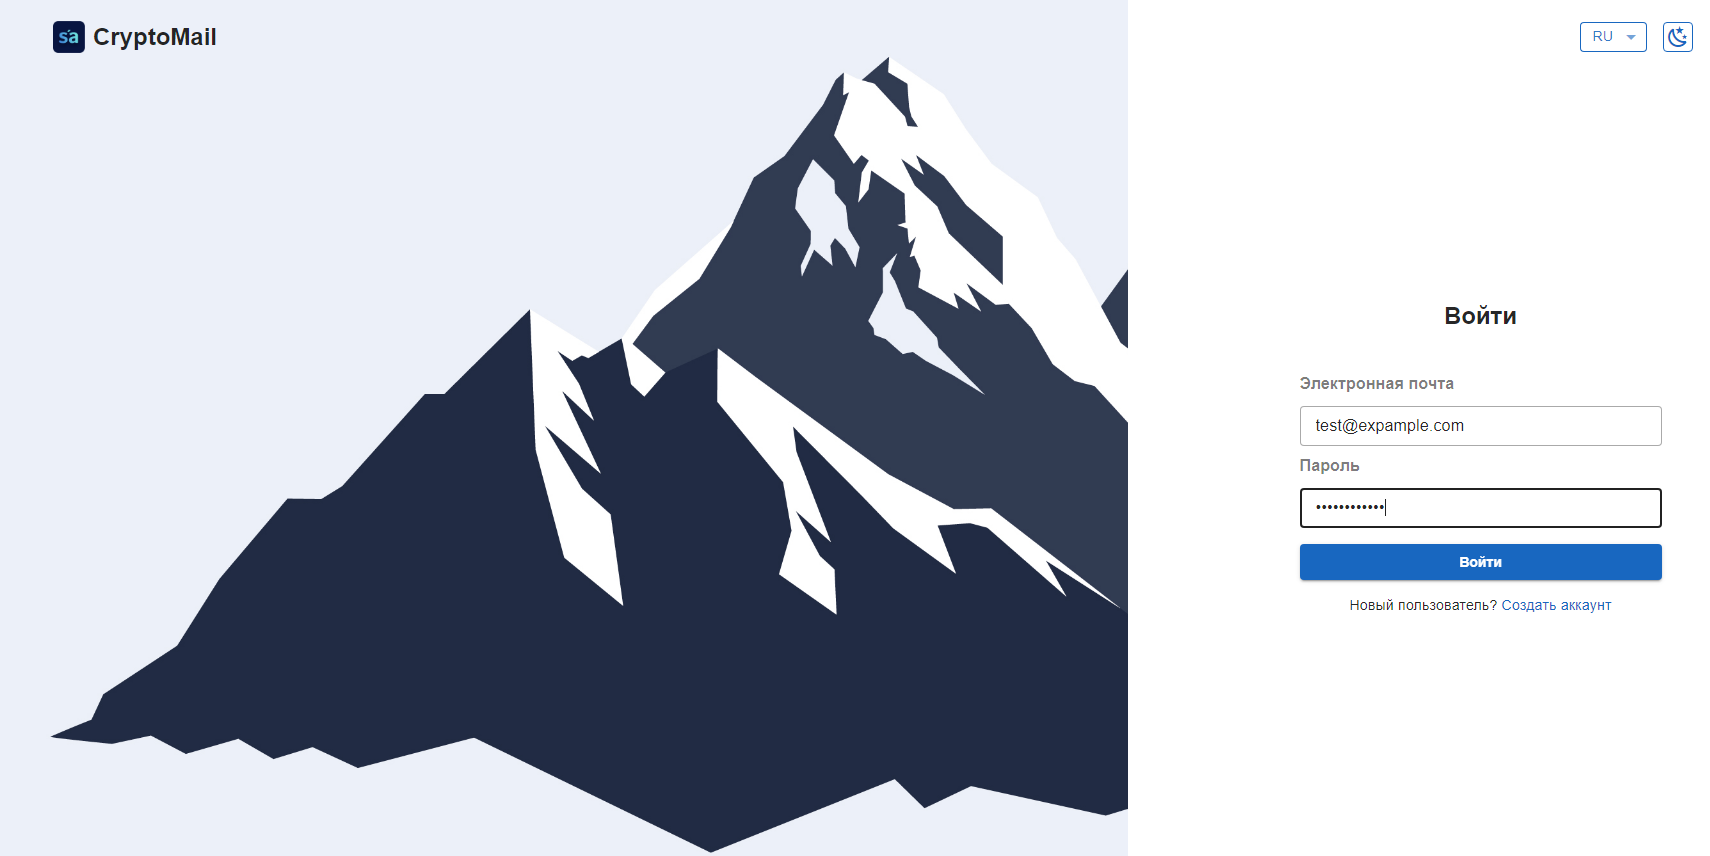 sa CryptoMail
RU
Войти
Электронная почта
test@expample.com
Пароль
••••••••••••
Войти
Новый пользователь? Создать аккаунт